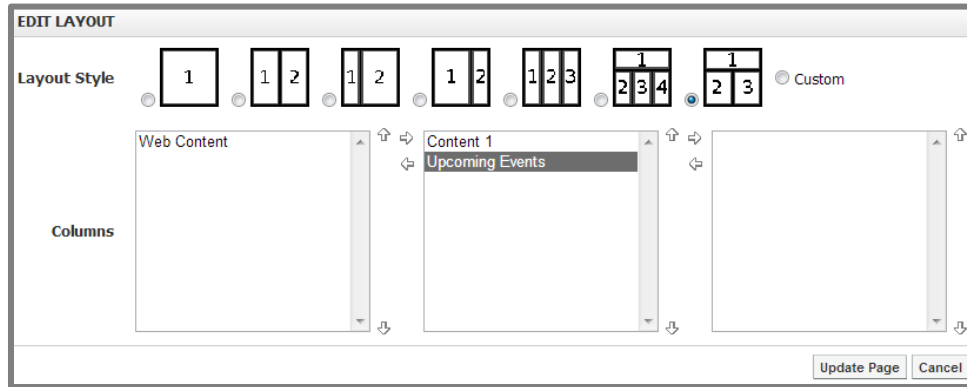 EDIT LAYOUT
Layout Style
1
1 2
1 2
1 2
1 2 3
1
2 3 4
1
2 3
Custom
Columns
Web Content
Content 1
Upcoming Events
Update Page
Cancel